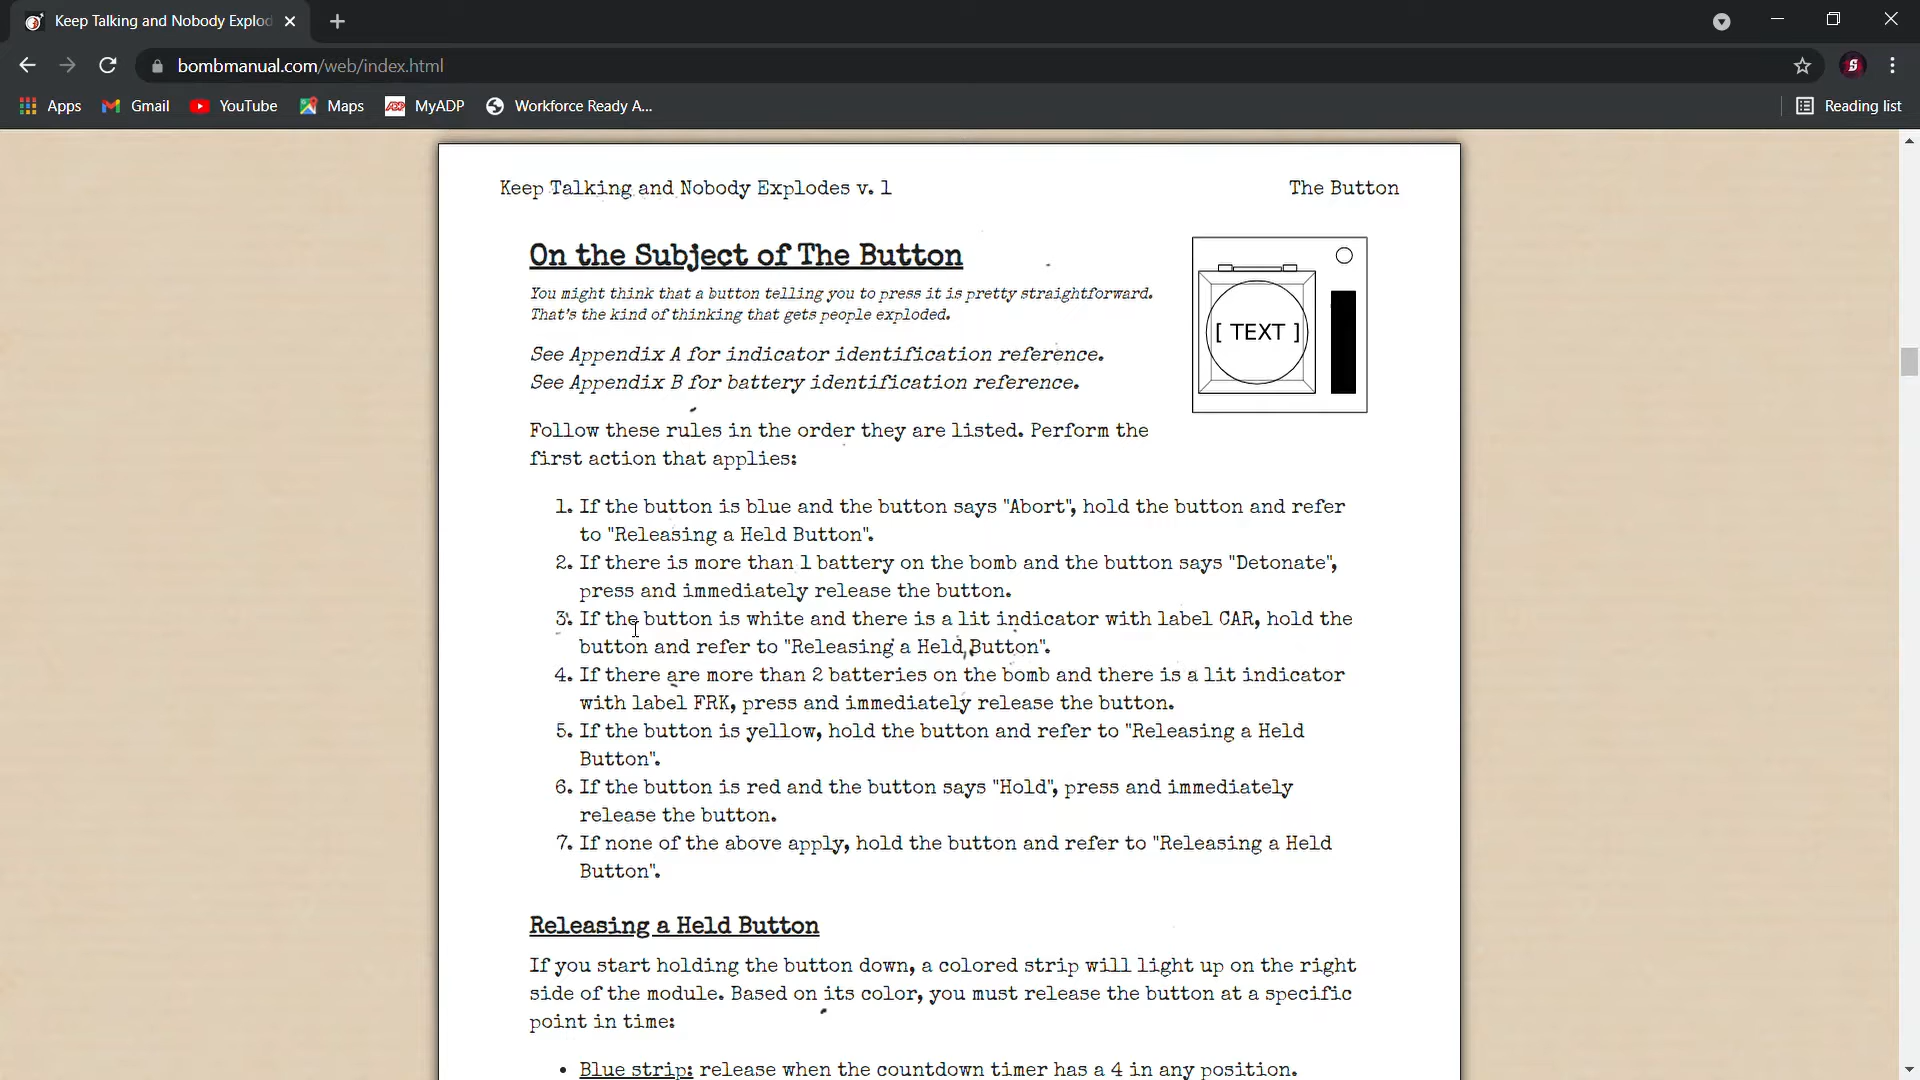 Keep Talking and Nobody Explod
bombmanual.com/web/index.html
Apps Gmail YouTube Maps MyADP Workforce Ready A... Reading list
Keep Talking and Nobody Explodes v. 1 The Button
On the Subject of The Button
You might think that a button telling you to press it is pretty straightforward.
That's the kind of thinking that gets people exploded.
[ TEXT ]
See Appendix A for indicator identification reference.
See Appendix B for battery identification reference.
Follow these rules in the order they are listed. Perform the
first action that applies:
1. If the button is blue and the button says "Abort", hold the button and refer
to "Releasing a Held Button".
2. If there is more than 1 battery on the bomb and the button says "Detonate",
press and immediately release the button.
3. If the button is white and there is a lit indicator with label CAR, hold the
button and refer to "Releasing a Held Button".
4. If there are more than 2 batteries on the bomb and there is a lit indicator
with label FRK, press and immediately release the button.
5. If the button is yellow, hold the button and refer to "Releasing a Held
Button".
6. If the button is red and the button says "Hold", press and immediately
release the button.
7. If none of the above apply, hold the button and refer to "Releasing a Held
Button".
Releasing a Held Button
If you start holding the button down, a colored strip will light up on the right
side of the module. Based on its color, you must release the button at a specific
point in time:
• Blue strip: release when the countdown timer has a 4 in any position.